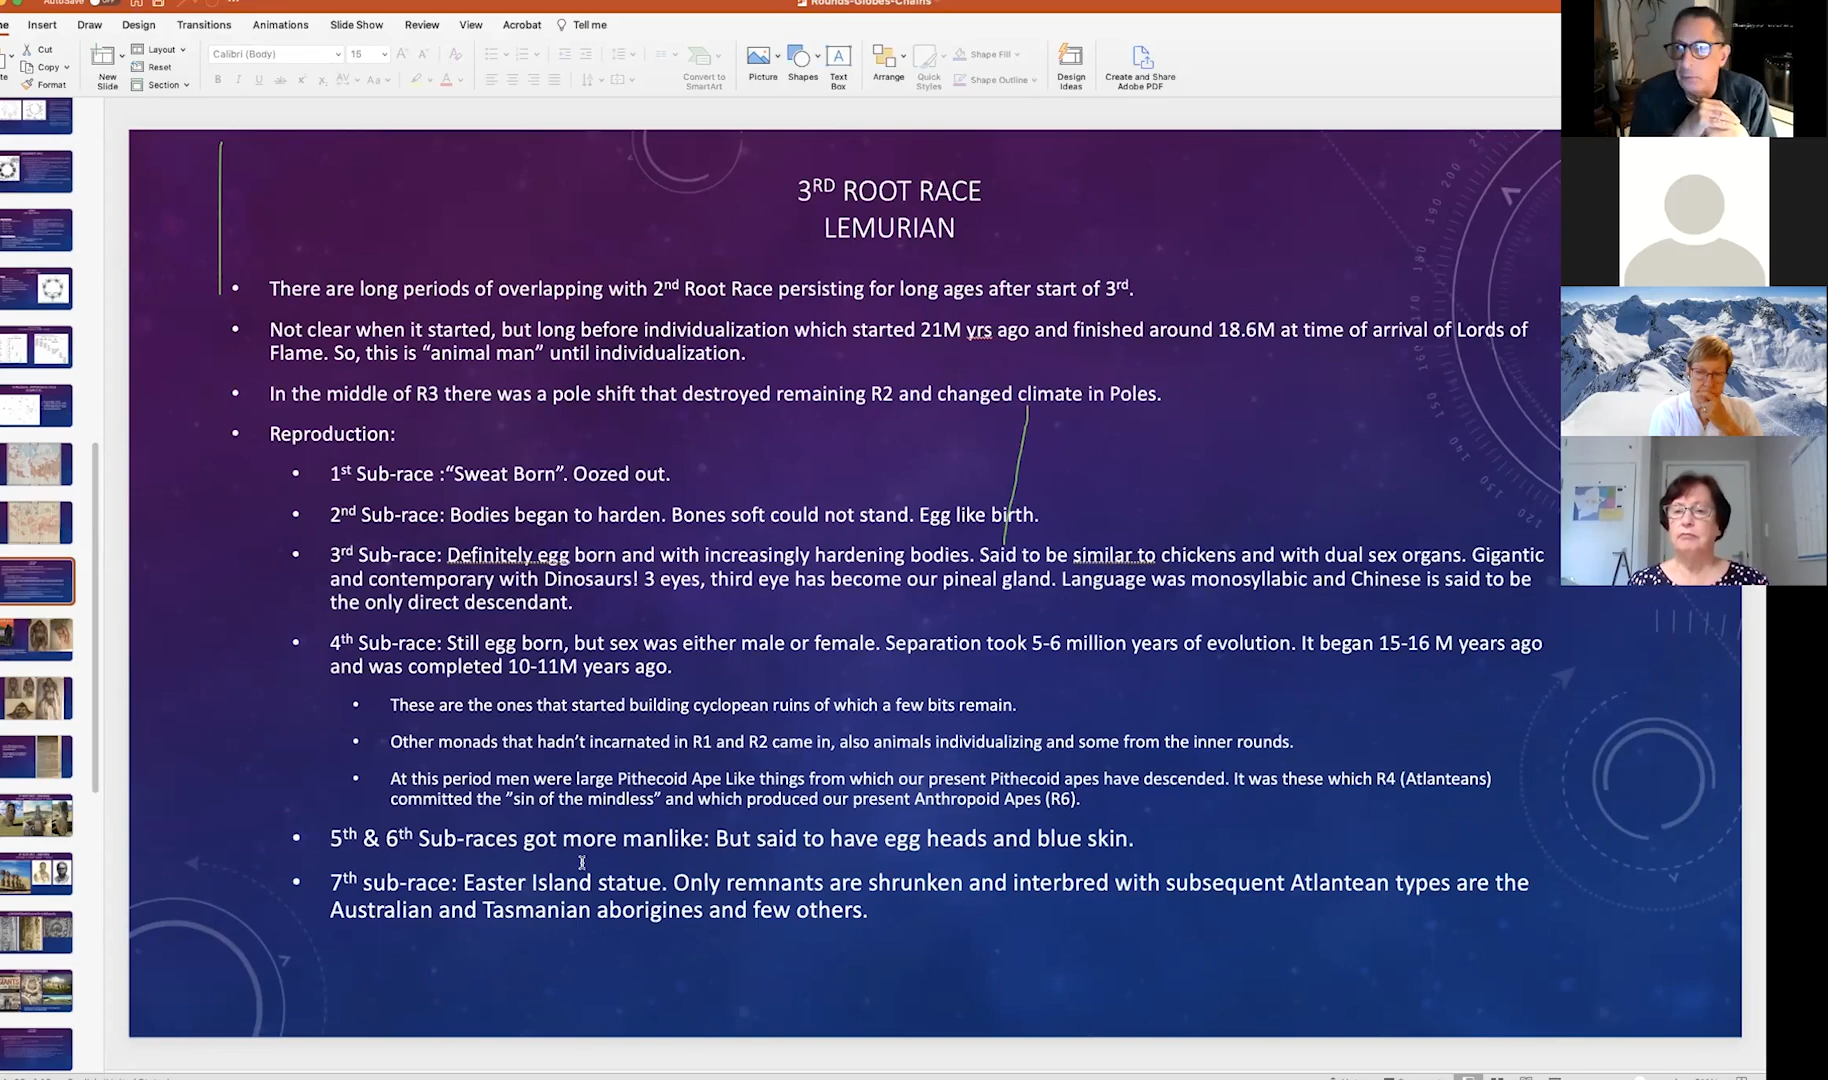 AutoSave OFF
Rounds-Globes-Chains
Insert Draw Design Transitions Animations Slide Show Review View Acrobat Tell me
Cut
Copy
Format
New Slide
Layout
Reset
Section
Calibri (Body) 15
Convert to SmartArt
Picture
Shapes
Text Box
Arrange
Quick Styles
Shape Fill
Shape Outline
Design Ideas
Create and Share Adobe PDF
3RD ROOT RACE
LEMURIAN
• There are long periods of overlapping with 2nd Root Race persisting for long ages after start of 3rd.
• Not clear when it started, but long before individualization which started 21M yrs ago and finished around 18.6M at time of arrival of Lords of
Flame. So, this is “animal man” until individualization.
• In the middle of R3 there was a pole shift that destroyed remaining R2 and changed climate in Poles.
• Reproduction:
• 1st Sub-race :“Sweat Born”. Oozed out.
• 2nd Sub-race: Bodies began to harden. Bones soft could not stand. Egg like birth.
• 3rd Sub-race: Definitely egg born and with increasingly hardening bodies. Said to be similar to chickens and with dual sex organs. Gigantic
and contemporary with Dinosaurs! 3 eyes, third eye has become our pineal gland. Language was monosyllabic and Chinese is said to be
the only direct descendant.
• 4th Sub-race: Still egg born, but sex was either male or female. Separation took 5-6 million years of evolution. It began 15-16 M years ago
and was completed 10-11M years ago.
• These are the ones that started building cyclopean ruins of which a few bits remain.
• Other monads that hadn’t incarnated in R1 and R2 came in, also animals individualizing and some from the inner rounds.
• At this period men were large Pithecoid Ape Like things from which our present Pithecoid apes have descended. It was these which R4 (Atlanteans)
committed the ”sin of the mindless” and which produced our present Anthropoid Apes (R6).
• 5th & 6th Sub-races got more manlike: But said to have egg heads and blue skin.
• 7th sub-race: Easter Island statue. Only remnants are shrunken and interbred with subsequent Atlantean types are the
Australian and Tasmanian aborigines and few others.